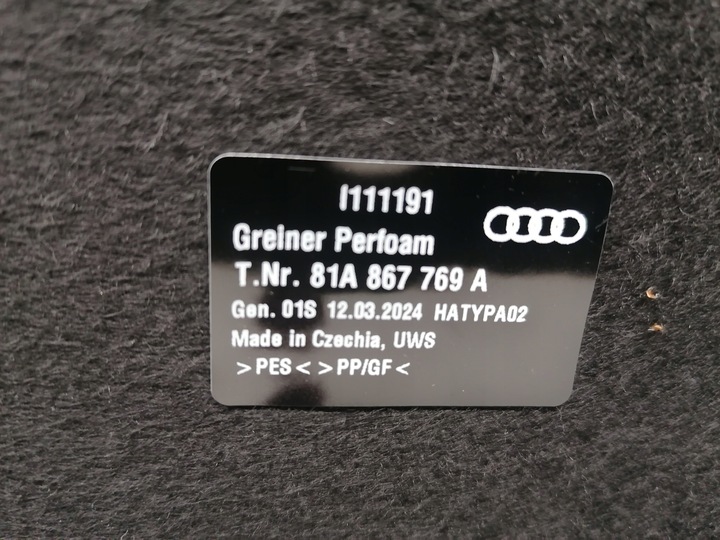 I111191
Greiner Perfoam
T.Nr. 81A 867 769 A
Gen. 01S 12.03.2024 HATYPA02
Made in Czechia, UWS
>PES< >PP/GF<